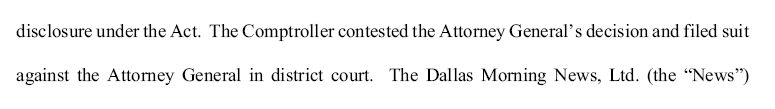 disclosure under the Act.  The Comptroller contested the Attorney General’s decision and filed suit
against the Attorney General in district court.  The Dallas Morning News, Ltd. (the “News”)